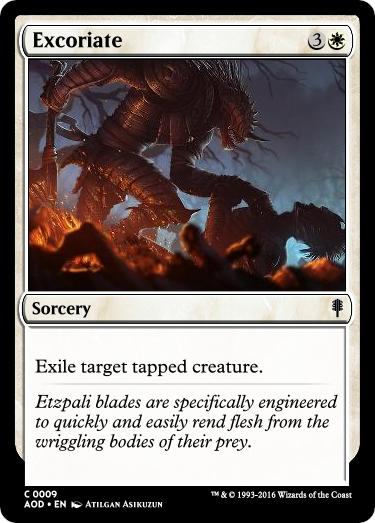 Excoriate 3
Sorcery
Exile target tapped creature.
Etzpali blades are specifically engineered
to quickly and easily rend flesh from the
wriggling bodies of their prey.
C 0009
AOD • EN Atilgan Asikuzun
™ & © 1993-2016 Wizards of the Coast